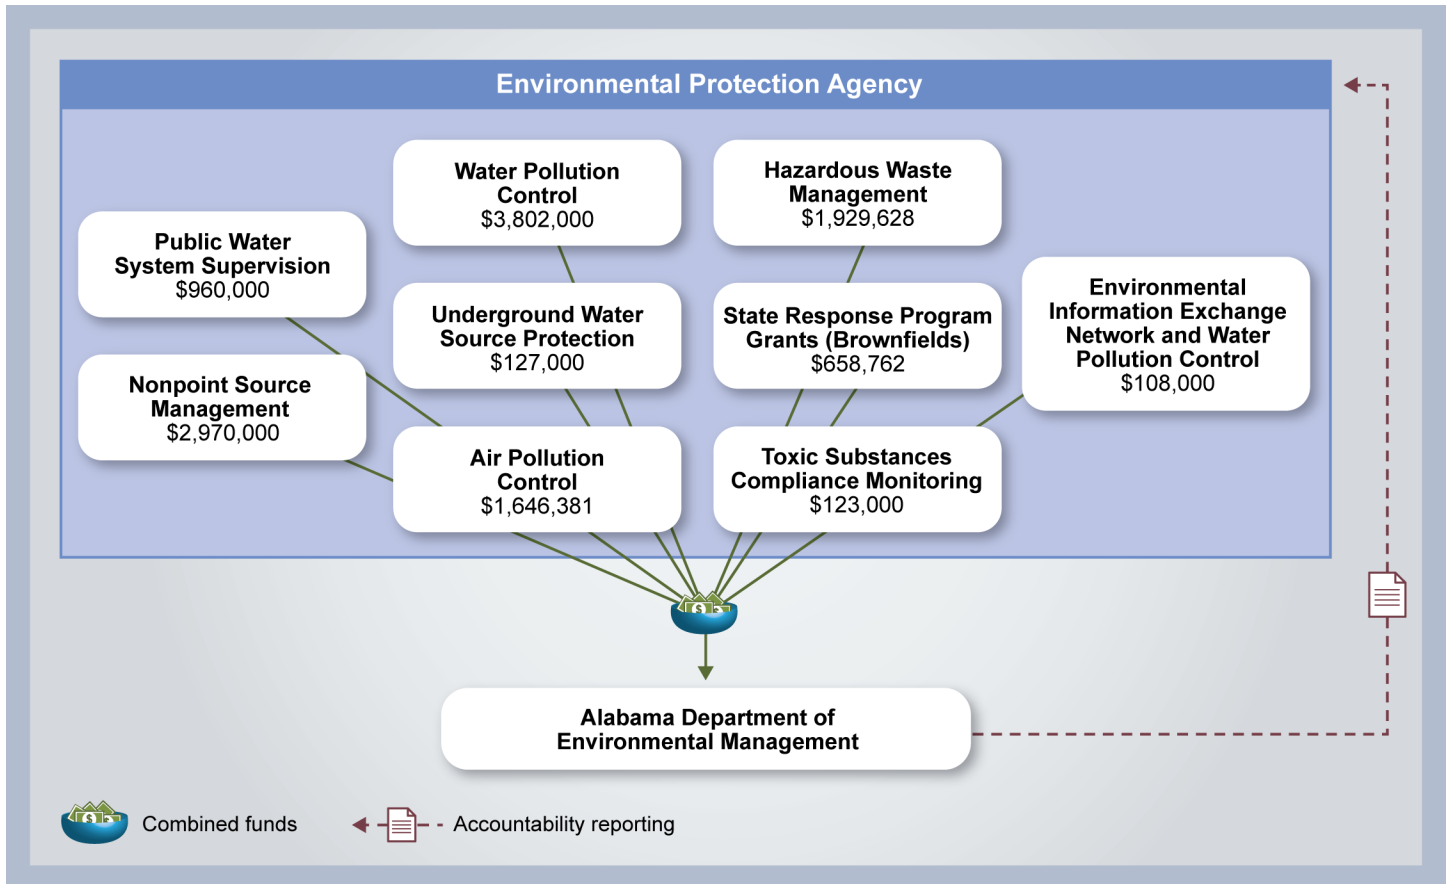 Environmental Protection Agency
Water Pollution
Control
$3,802,000
Hazardous Waste
Management
$1,929,628
Public Water
System Supervision
$960,000
Underground Water
Source Protection
$127,000
State Response Program
Grants (Brownfields)
$658,762
Environmental
Information Exchange
Network and Water
Pollution Control
$108,000
Nonpoint Source
Management
$2,970,000
Air Pollution
Control
$1,646,381
Toxic Substances
Compliance Monitoring
$123,000
Alabama Department of
Environmental Management
Combined funds
Accountability reporting